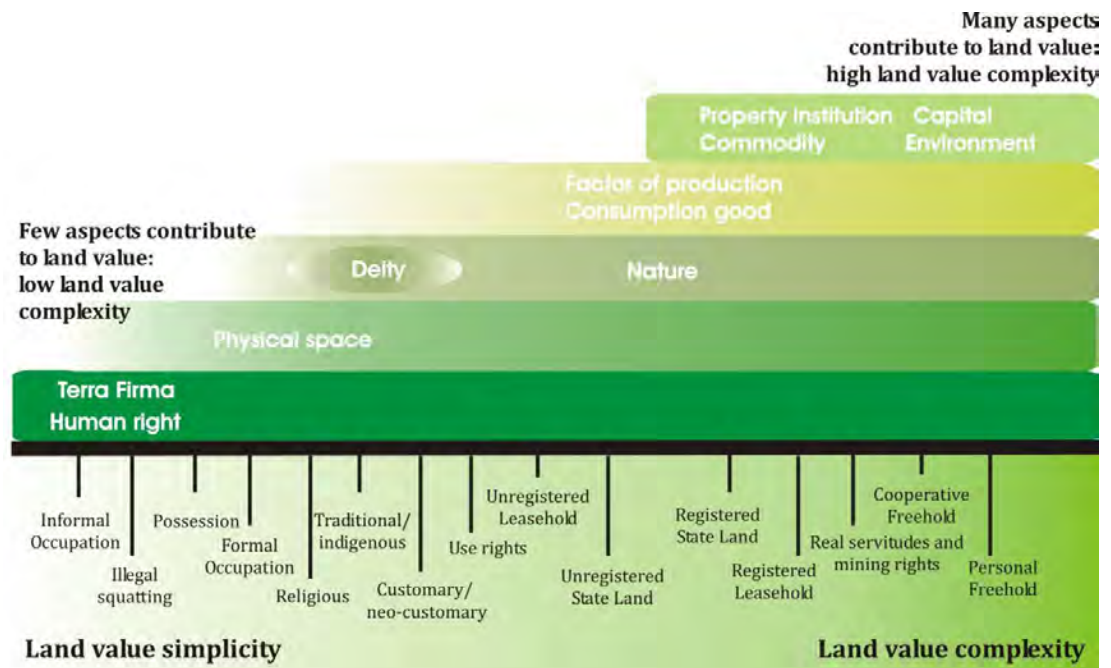 Many aspects
contribute to land value:
high land value complexity
Property Institution Capital
Commodity Environment
Factor of production
Consumption good
Few aspects contribute
to land value:
low land value
complexity
Deity
Nature
Physical space
Terra Firma
Human right
Informal
Occupation
Illegal
squatting
Possession
Formal
Occupation
Religious
Traditional/
indigenous
Customary/
neo-customary
Use rights
Unregistered
Leasehold
Unregistered
State Land
Registered
State Land
Registered
Leasehold
Real servitudes and
mining rights
Cooperative
Freehold
Personal
Freehold
Land value simplicity
Land value complexity